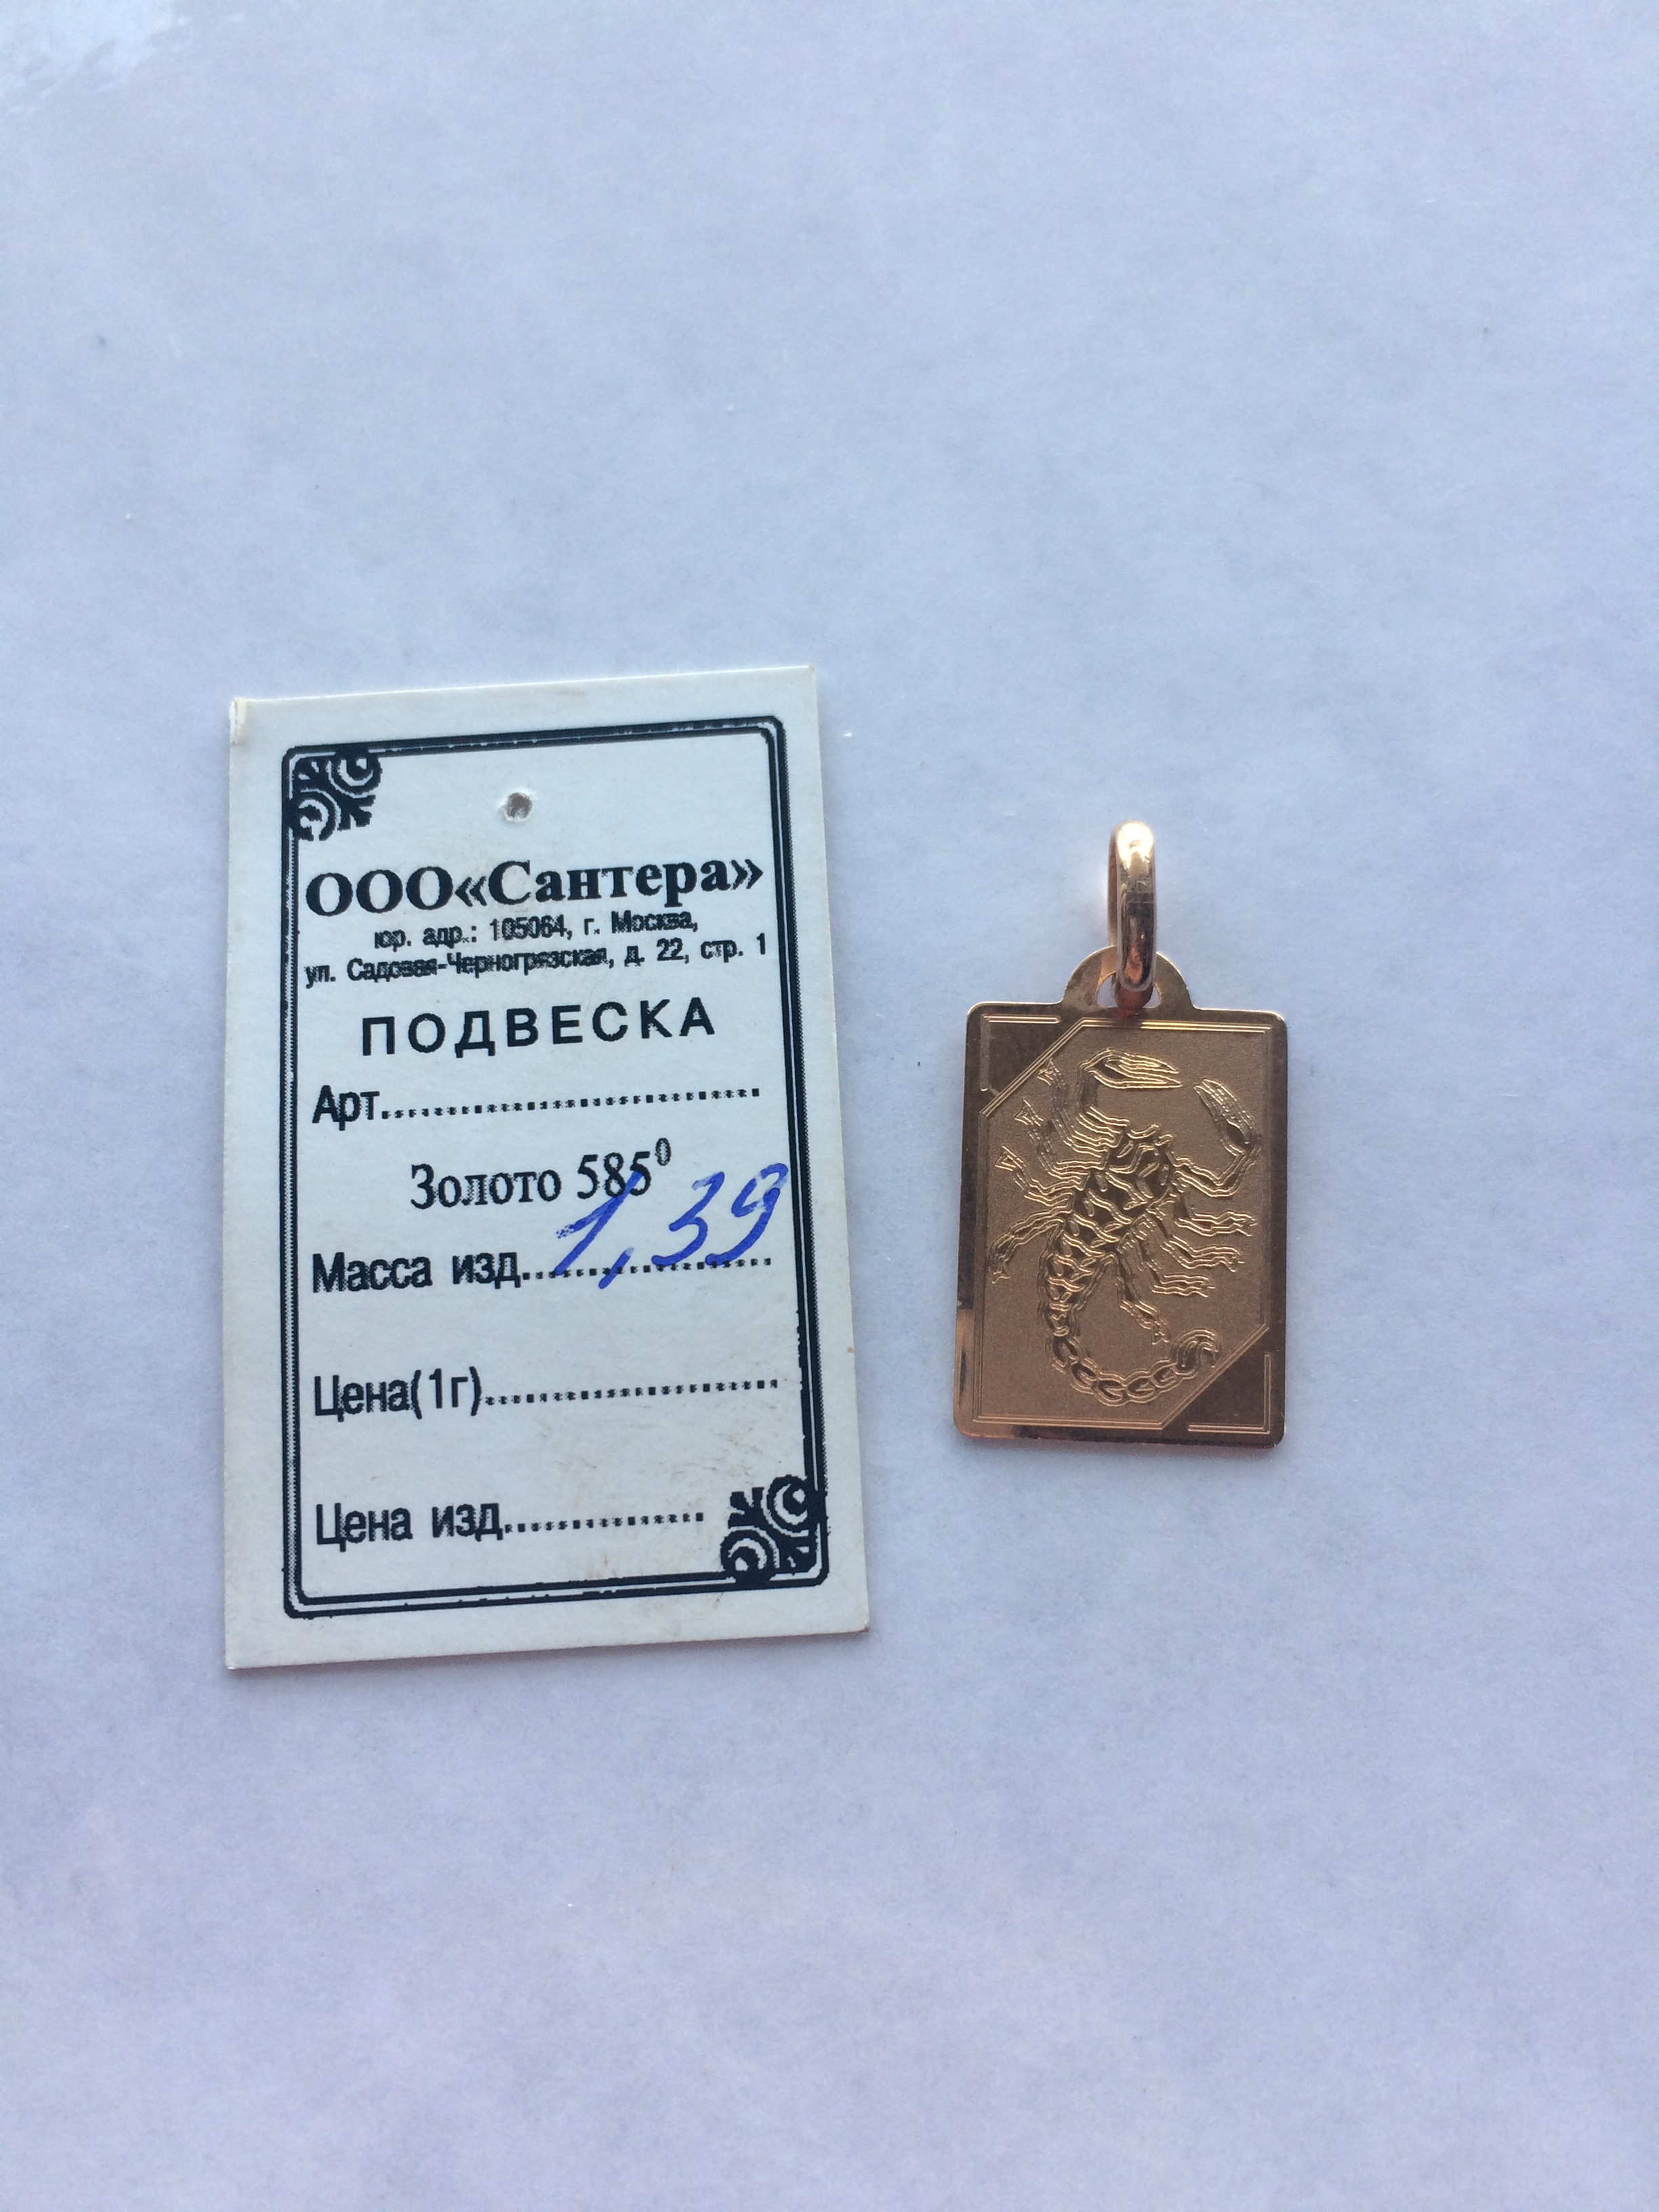 ООО«Сантера»
юр. адр.: 105064, г. Москва,
ул. Садовая-Черногрязская, д. 22, стр. 1
ПОДВЕСКА
Арт.............................
Золото 585⁰
Масса изд. 1,39
Цена(1г).......................
Цена изд................